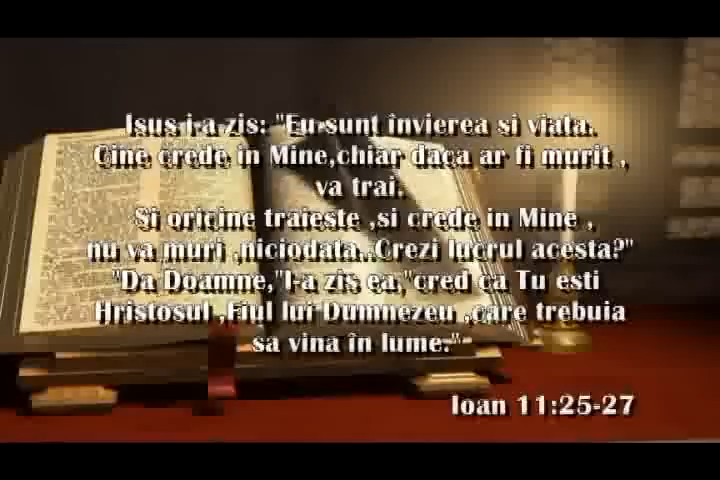 Isus i-a zis: "Eu sunt învierea si viata.
Cine crede in Mine,chiar daca ar fi murit ,
va trai.
Si oricine traieste ,si crede in Mine ,
nu va muri ,niciodata..Crezi lucrul acesta?"
"Da Doamne,"I-a zis ea,"cred ca Tu esti
Hristosul ,Fiul lui Dumnezeu ,care trebuia
sa vina în lume."
Ioan 11:25-27